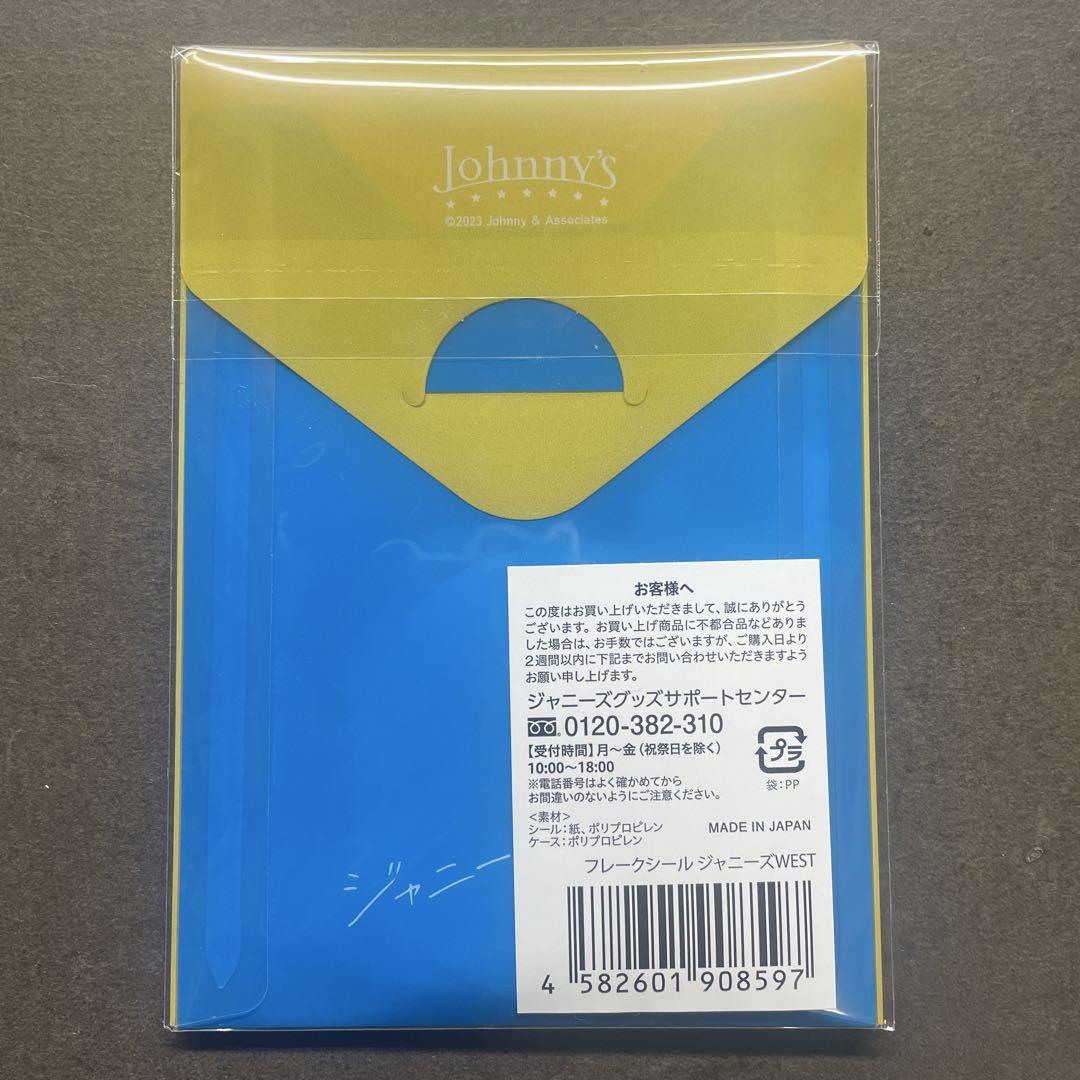 Johnny's
©2023 Johnny & Associates
お客様へ
この度はお買い上げいただきまして、誠にありがとう
ございます。お買い上げ商品に不都合品などありま
した場合は、お手数ではございますが、ご購入日より
2週間以内に下記までお問い合わせいただきますよう
お願い申し上げます。
ジャニーズグッズサポートセンター
0120-382-310
【受付時間】月〜金(祝祭日を除く)
10:00〜18:00
※電話番号はよく確かめてから
お間違いのないようにご注意ください。
プラ
袋:PP
<素材>
シール:紙、ポリプロピレン
ケース:ポリプロピレン
MADE IN JAPAN
フレークシール ジャニーズWEST
4 582601 908597
ジャニー